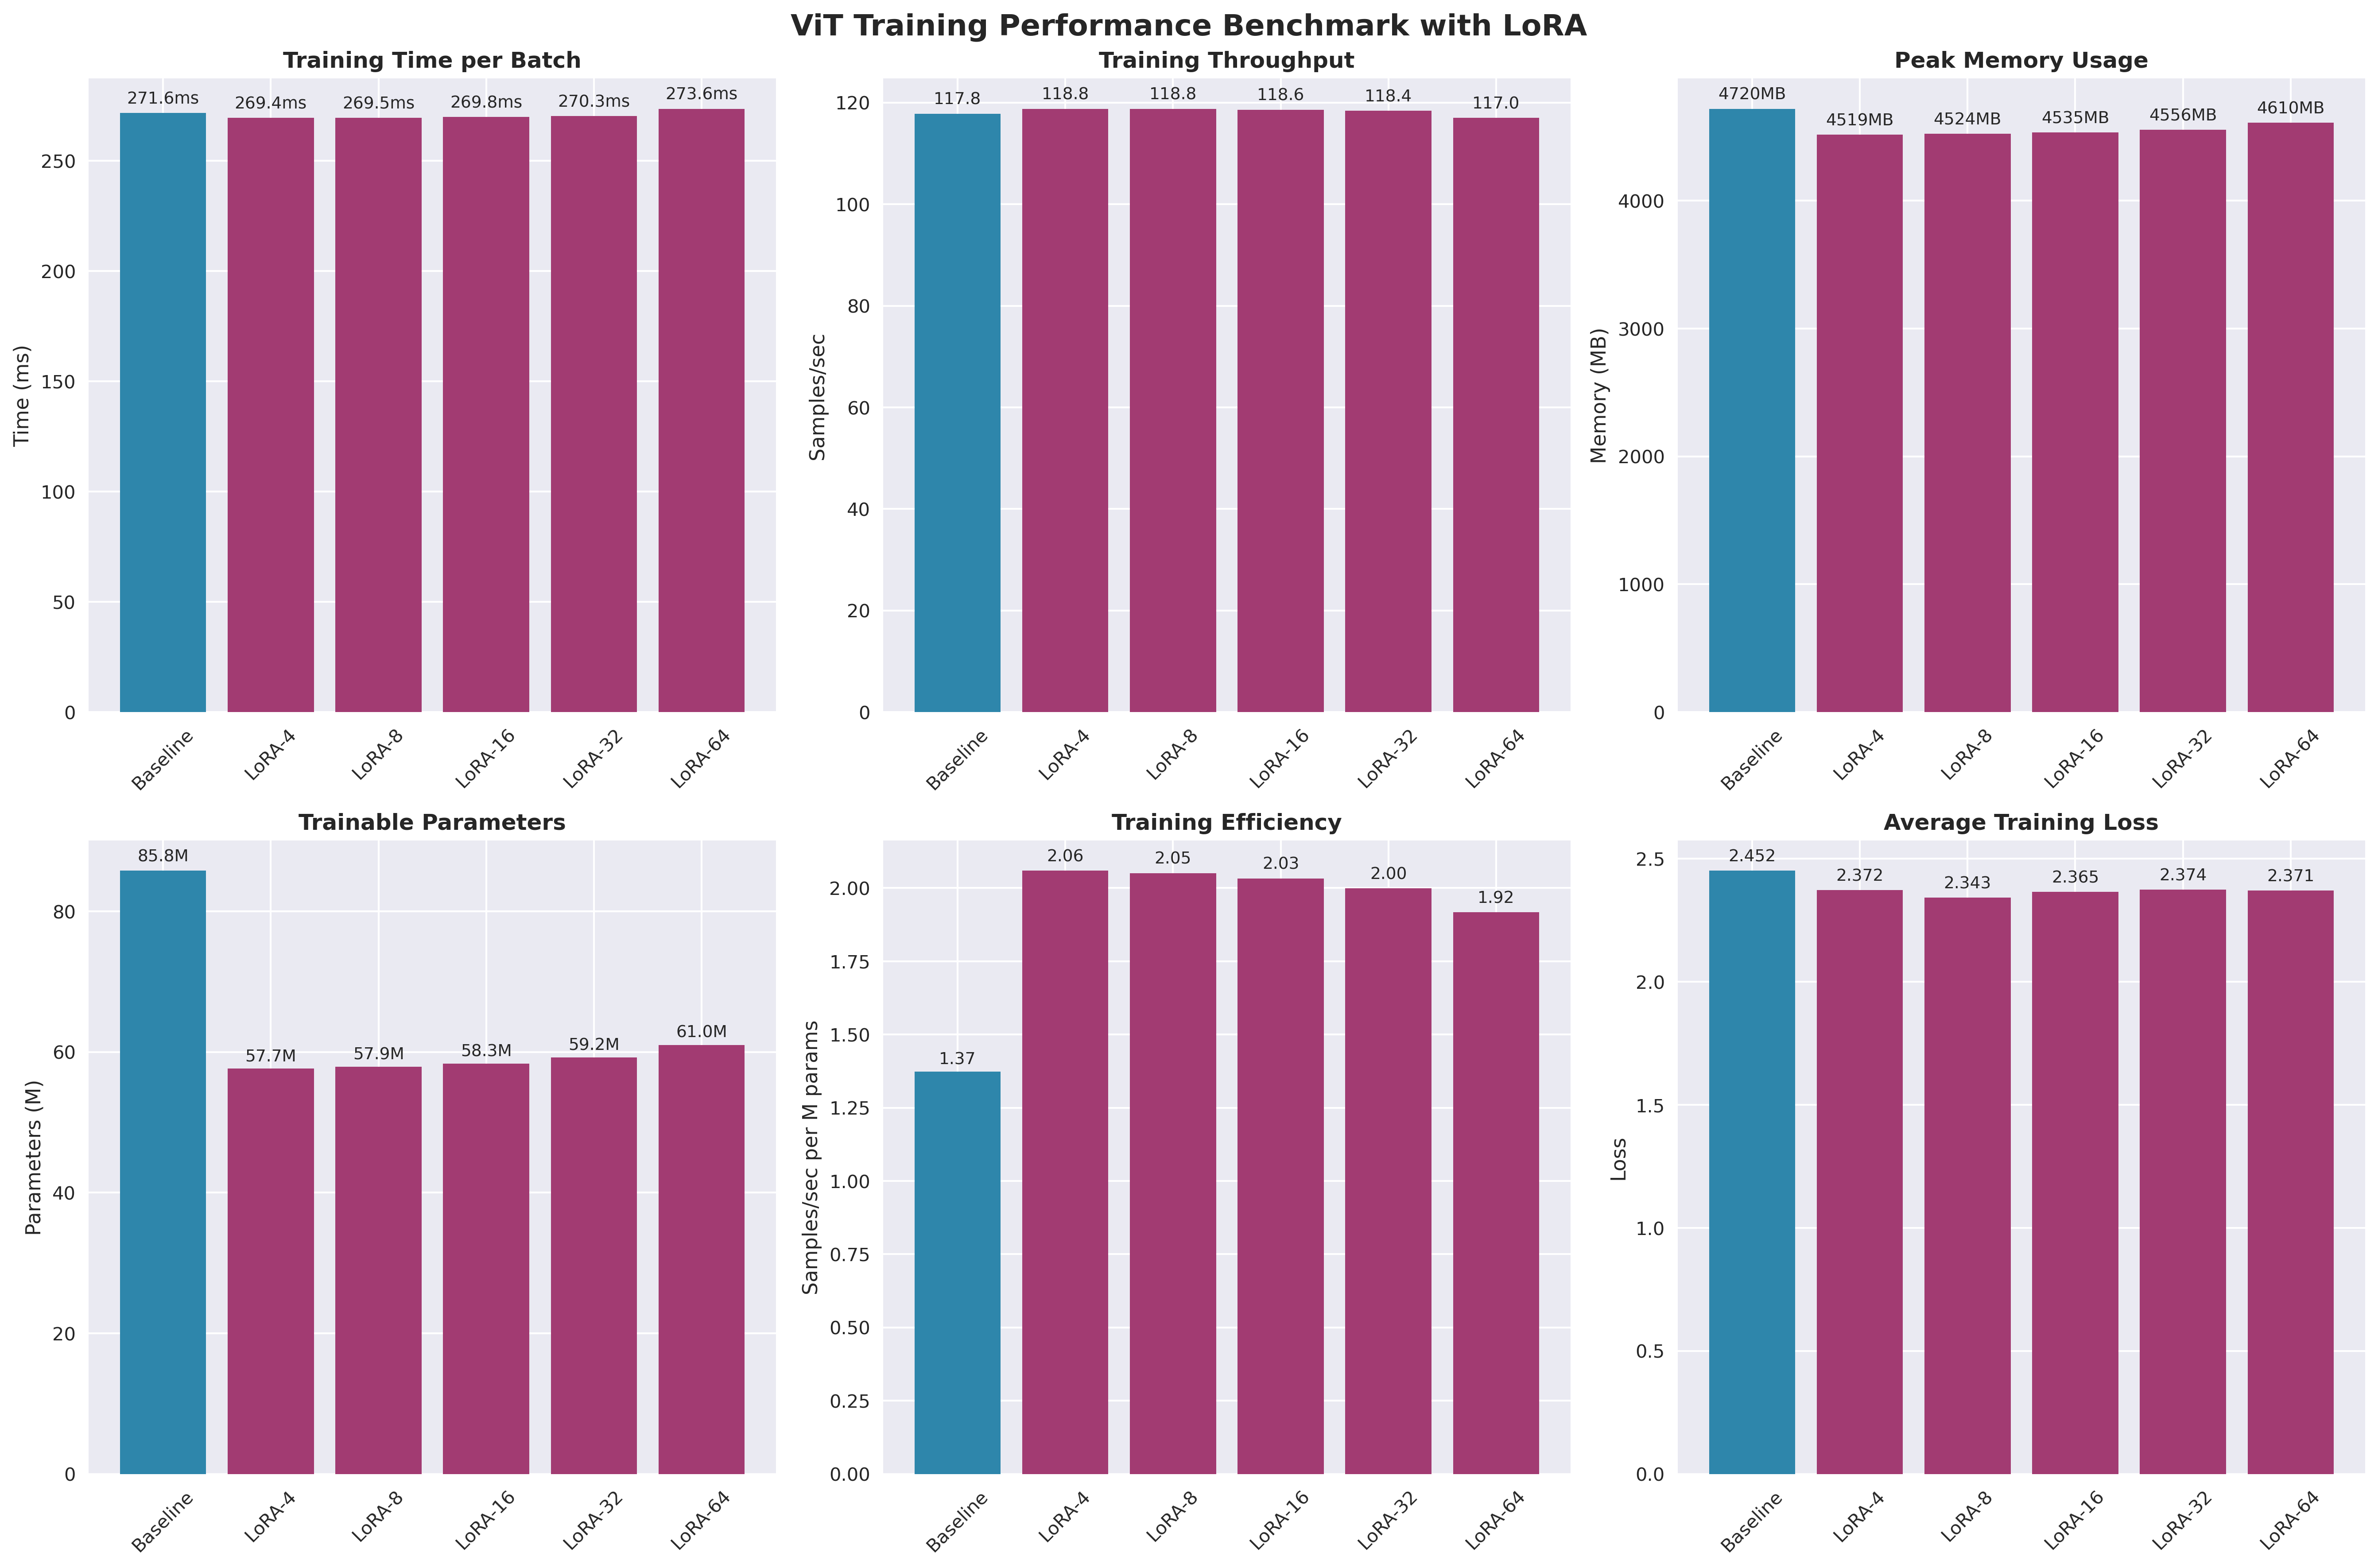 ViT Training Performance Benchmark with LoRA
Training Time per Batch
Time (ms)
250
200
150
100
50
0
271.6ms
269.4ms
269.5ms
269.8ms
270.3ms
273.6ms
Baseline
LoRA-4
LoRA-8
LoRA-16
LoRA-32
LoRA-64
Training Throughput
Samples/sec
120
100
80
60
40
20
0
117.8
118.8
118.8
118.6
118.4
117.0
Baseline
LoRA-4
LoRA-8
LoRA-16
LoRA-32
LoRA-64
Peak Memory Usage
Memory (MB)
4000
3000
2000
1000
0
4720MB
4519MB
4524MB
4535MB
4556MB
4610MB
Baseline
LoRA-4
LoRA-8
LoRA-16
LoRA-32
LoRA-64
Trainable Parameters
Parameters (M)
80
60
40
20
0
85.8M
57.7M
57.9M
58.3M
59.2M
61.0M
Baseline
LoRA-4
LoRA-8
LoRA-16
LoRA-32
LoRA-64
Training Efficiency
Samples/sec per M params
2.00
1.75
1.50
1.25
1.00
0.75
0.50
0.25
0.00
1.37
2.06
2.05
2.03
2.00
1.92
Baseline
LoRA-4
LoRA-8
LoRA-16
LoRA-32
LoRA-64
Average Training Loss
Loss
2.5
2.0
1.5
1.0
0.5
0.0
2.452
2.372
2.343
2.365
2.374
2.371
Baseline
LoRA-4
LoRA-8
LoRA-16
LoRA-32
LoRA-64